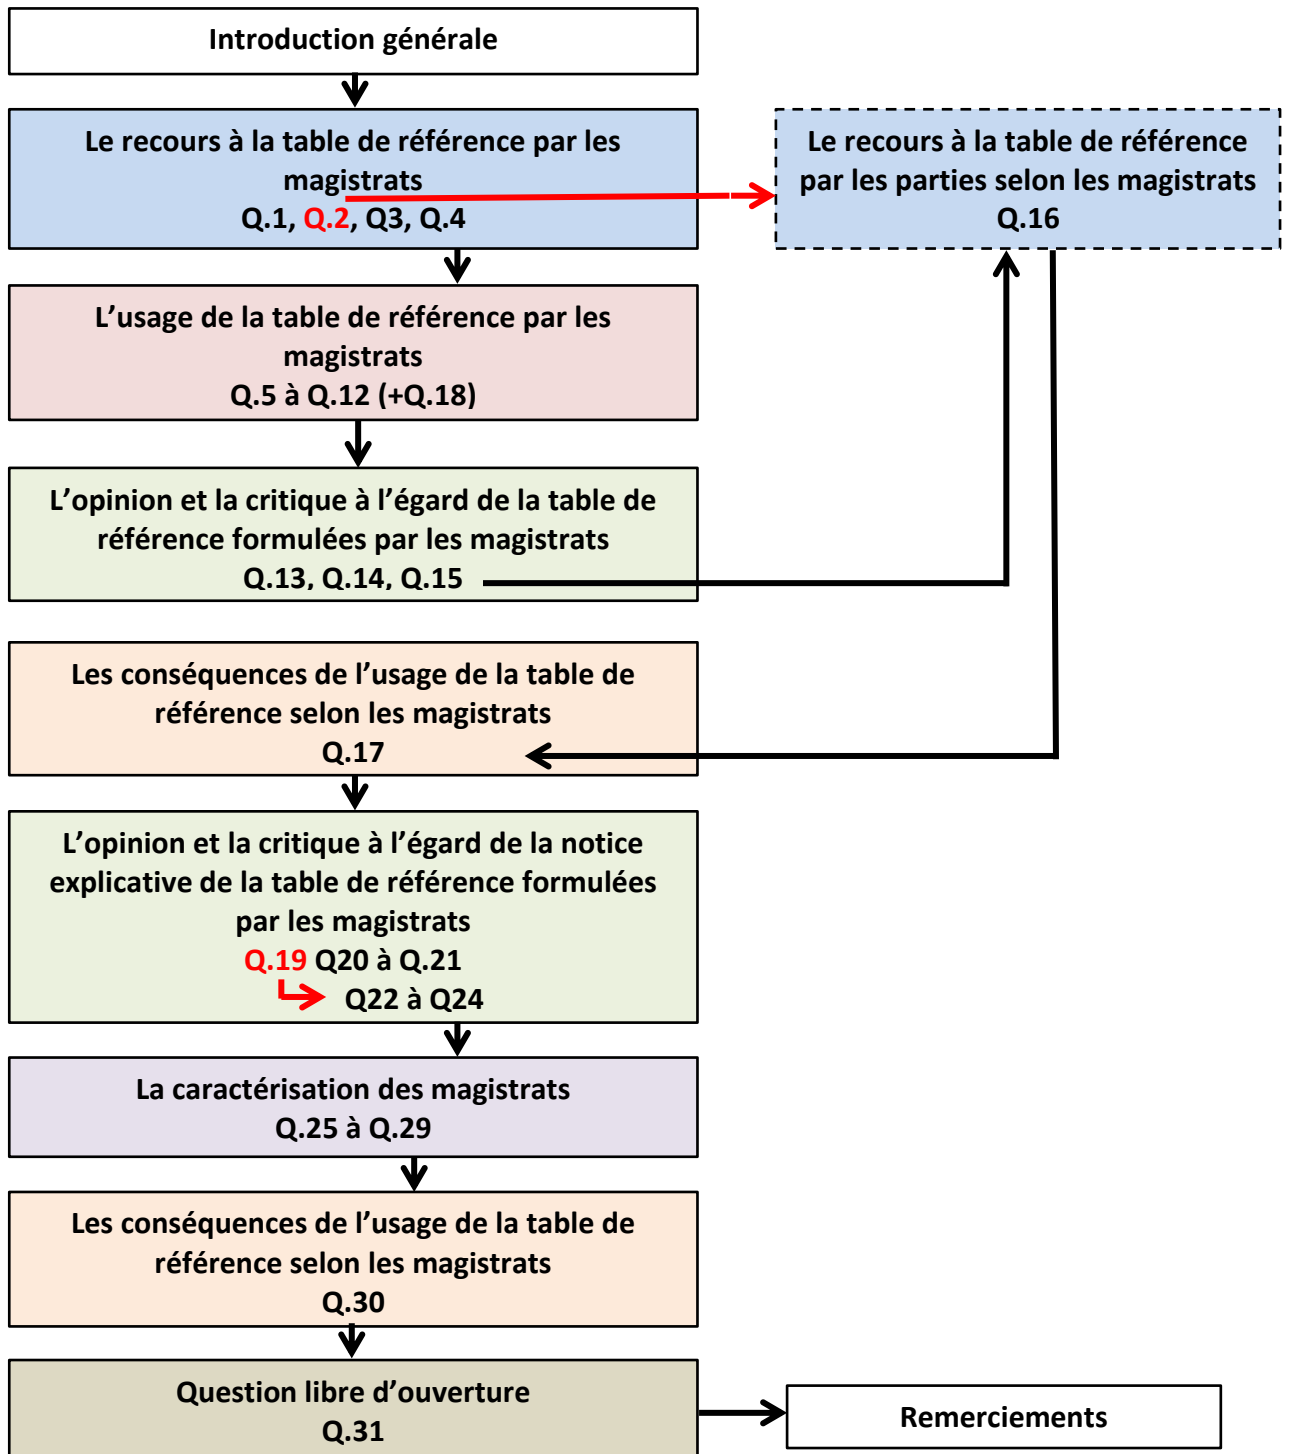 Introduction générale
Le recours à la table de référence par les
magistrats
Q.1, Q.2, Q3, Q.4
Le recours à la table de référence
par les parties selon les magistrats
Q.16
L’usage de la table de référence par les
magistrats
Q.5 à Q.12 (+Q.18)
L’opinion et la critique à l’égard de la table de
référence formulées par les magistrats
Q.13, Q.14, Q.15
Les conséquences de l’usage de la table de
référence selon les magistrats
Q.17
L’opinion et la critique à l’égard de la notice
explicative de la table de référence formulées
par les magistrats
Q.19 Q20 à Q.21
Q22 à Q24
La caractérisation des magistrats
Q.25 à Q.29
Les conséquences de l’usage de la table de
référence selon les magistrats
Q.30
Question libre d’ouverture
Q.31
Remerciements